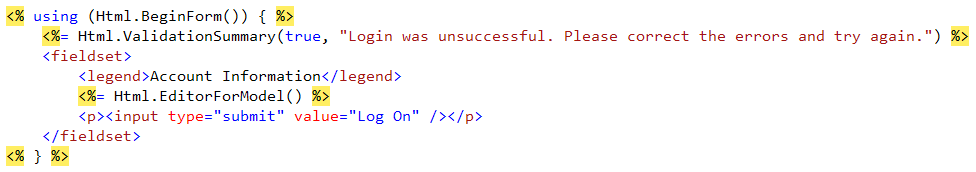 <% using (Html.BeginForm()) { %>
<%= Html.ValidationSummary(true, "Login was unsuccessful. Please correct the errors and try again.") %>
<fieldset>
<legend>Account Information</legend>
<%= Html.EditorForModel() %>
<p><input type="submit" value="Log On" /></p>
</fieldset>
<% } %>